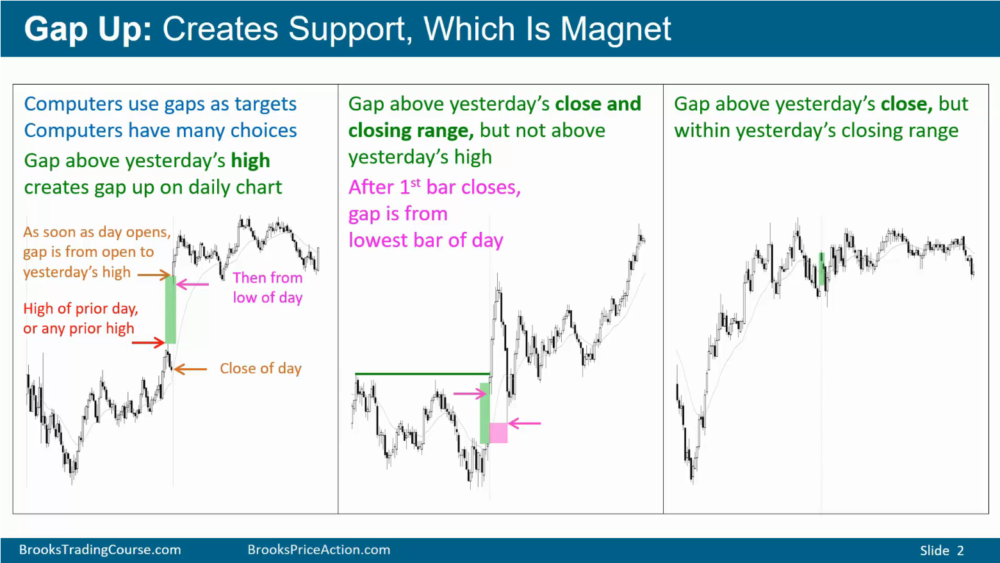 Gap Up: Creates Support, Which Is Magnet
Computers use gaps as targets
Computers have many choices
Gap above yesterday's high
creates gap up on daily chart
As soon as day opens,
gap is from open to
yesterday's high
Then from
low of day
High of prior day,
or any prior high
Close of day
Gap above yesterday's close and
closing range, but not above
yesterday's high
After 1st bar closes,
gap is from
lowest bar of day
Gap above yesterday's close, but
within yesterday's closing range
BrooksTradingCourse.com
BrooksPriceAction.com
Slide 2